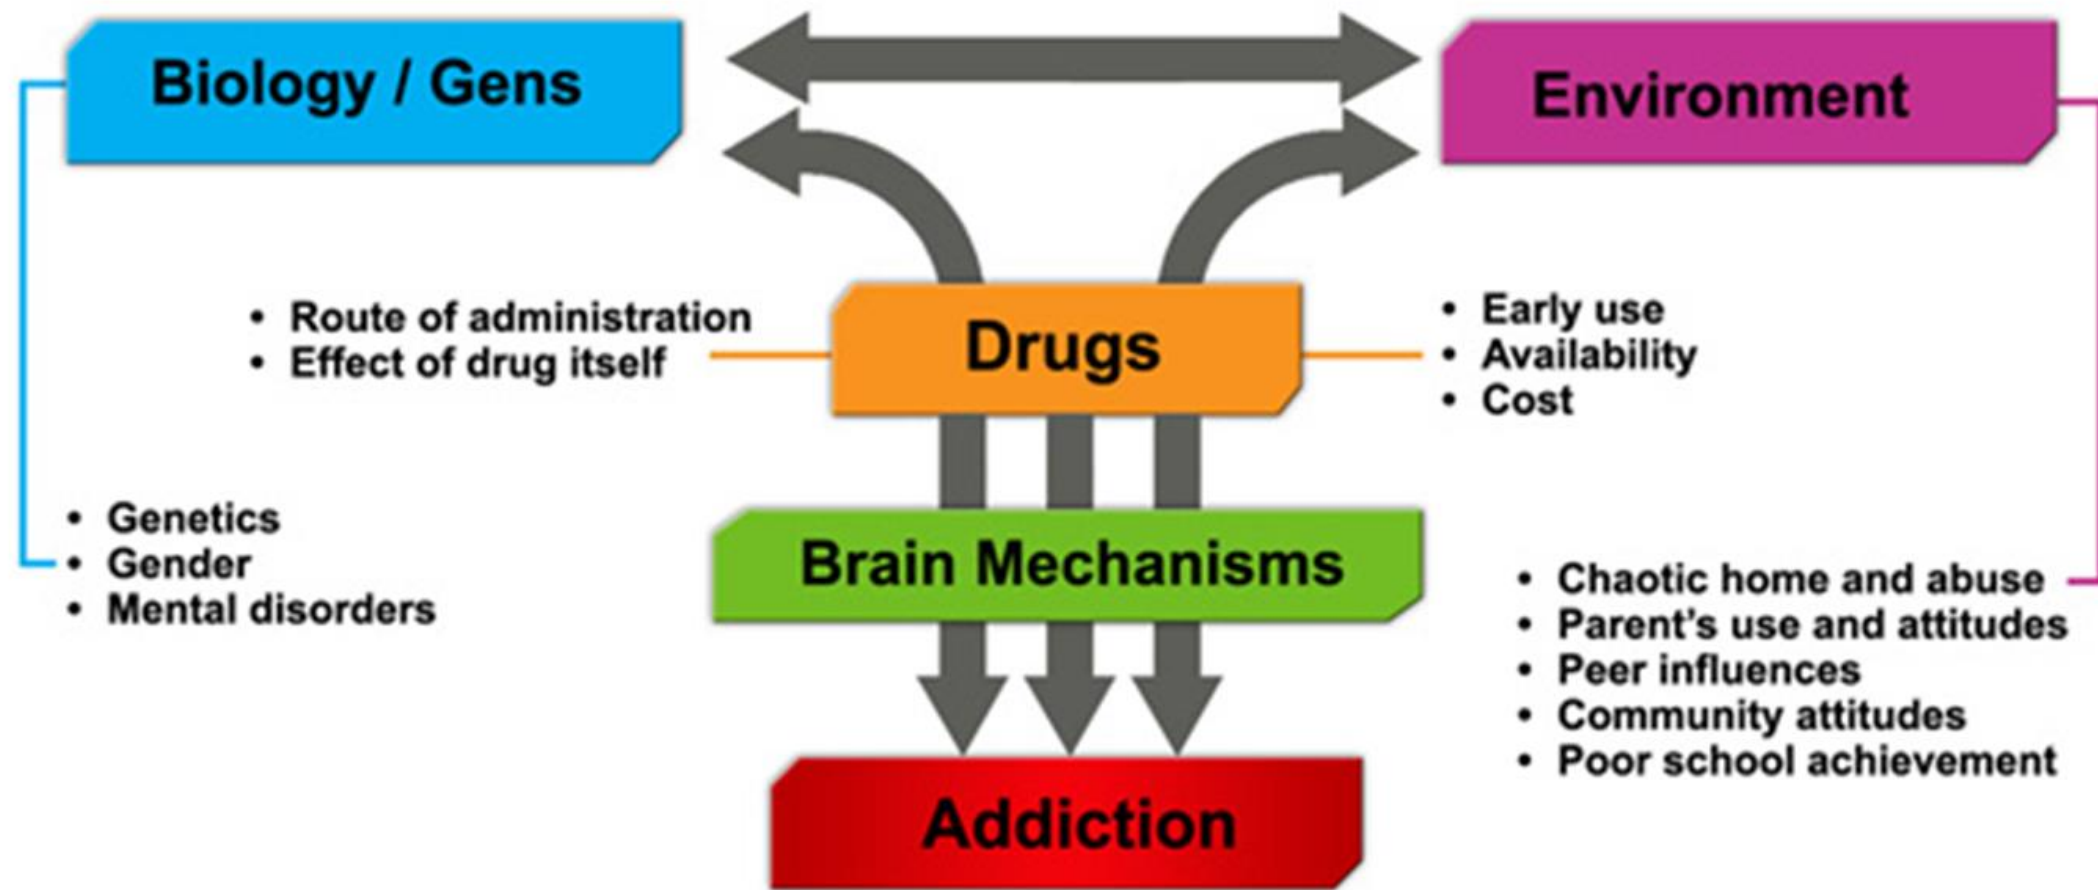 Biology / Gens
Environment
• Route of administration
• Effect of drug itself
Drugs
• Early use
• Availability
• Cost
• Genetics
• Gender
• Mental disorders
Brain Mechanisms
• Chaotic home and abuse
• Parent’s use and attitudes
• Peer influences
• Community attitudes
• Poor school achievement
Addiction